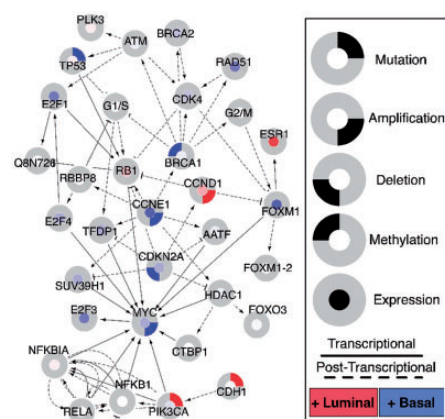 PLK3
ATM
BRCA2
TP53
RAD51
E2F1
G1/S
CDK4
G2/M
ESR1
Q8N726
RB1
BRCA1
RBBP8
CCND1
CCNE1
FOXM1
E2F4
TFDP1
AATF
CDKN2A
FOXM1-2
SUV39H1
HDAC1
E2F3
MYC
FOXO3
CTBP1
NFKBIA
NFKB1
CDH1
RELA
PIK3CA
Mutation
Amplification
Deletion
Methylation
Expression
Transcriptional
Post-Transcriptional
+ Luminal
+ Basal